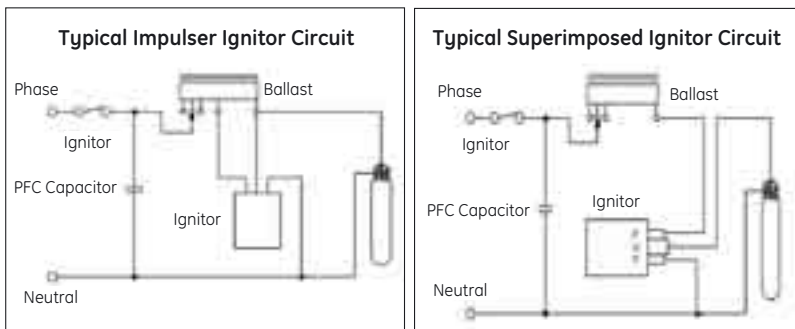 Typical Impulser Ignitor Circuit
Phase
Ballast
Ignitor
PFC Capacitor
Ignitor
Neutral
Typical Superimposed Ignitor Circuit
Phase
Ballast
Ignitor
Ignitor
PFC Capacitor
Neutral